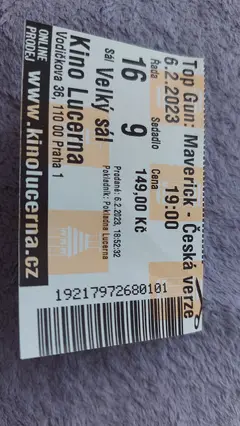 Top Gun: Maverick - Česká verze
6.2.2023 19:00
Řada Sedadlo Cena
16 9 149,00 Kč
Sál Velký sál
Prodáno: 6.2.2023, 18:52:32
Pokladník: Pokladna Lucerna
Kino Lucerna
Vodičkova 36, 110 00 Praha 1
ONLINE PRODEJ
www.kinolucerna.cz
19217972680101